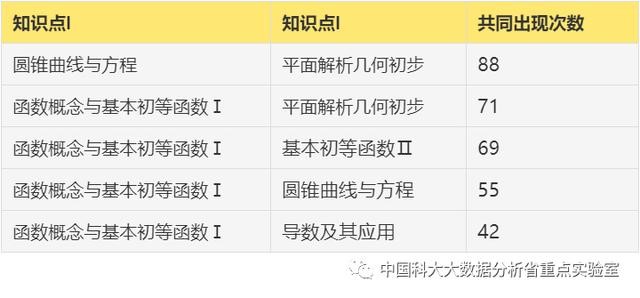 知识点I 知识点I 共同出现次数
圆锥曲线与方程 平面解析几何初步 88
函数概念与基本初等函数Ⅰ 平面解析几何初步 71
函数概念与基本初等函数Ⅰ 基本初等函数Ⅱ 69
函数概念与基本初等函数Ⅰ 圆锥曲线与方程 55
函数概念与基本初等函数Ⅰ 导数及其应用 42
中国科大大数据分析省重点实验室